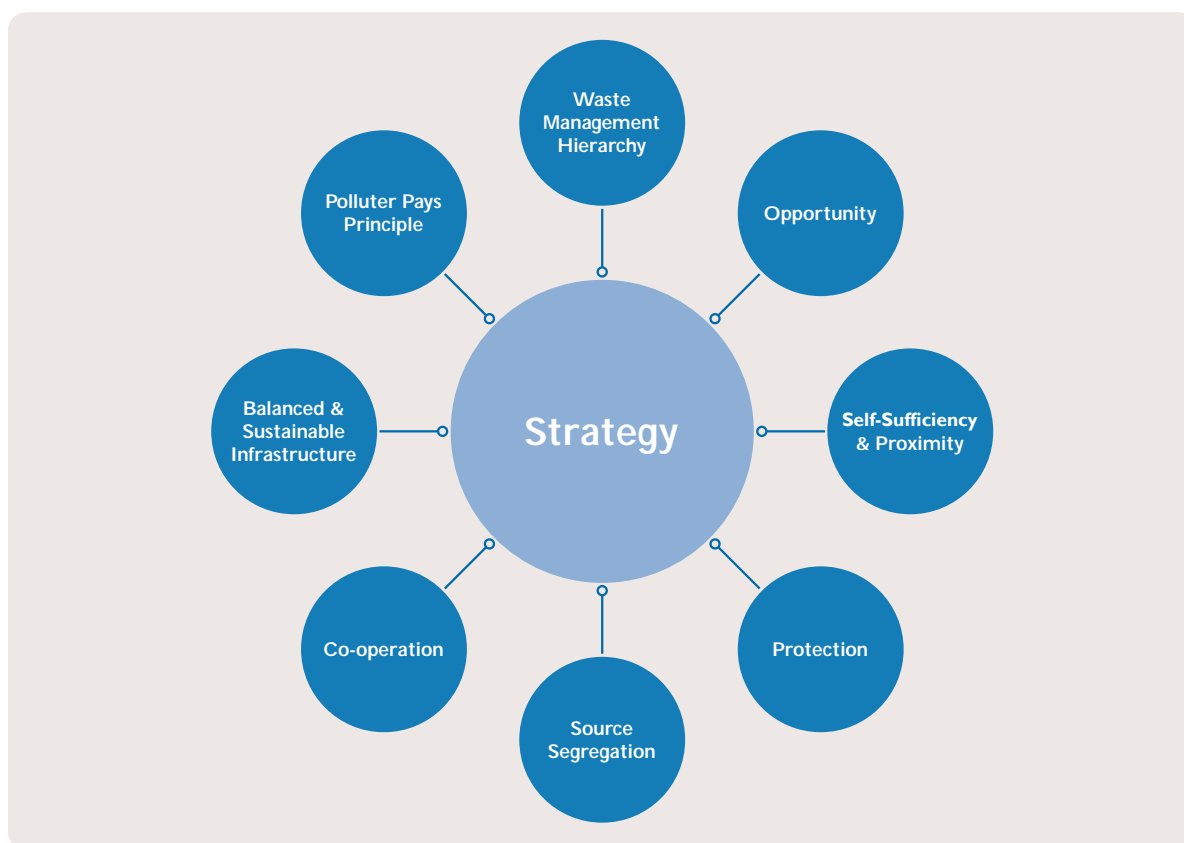 Waste
Management
Hierarchy
Opportunity
Self-Sufficiency
& Proximity
Protection
Source
Segregation
Co-operation
Balanced &
Sustainable
Infrastructure
Polluter Pays
Principle
Strategy